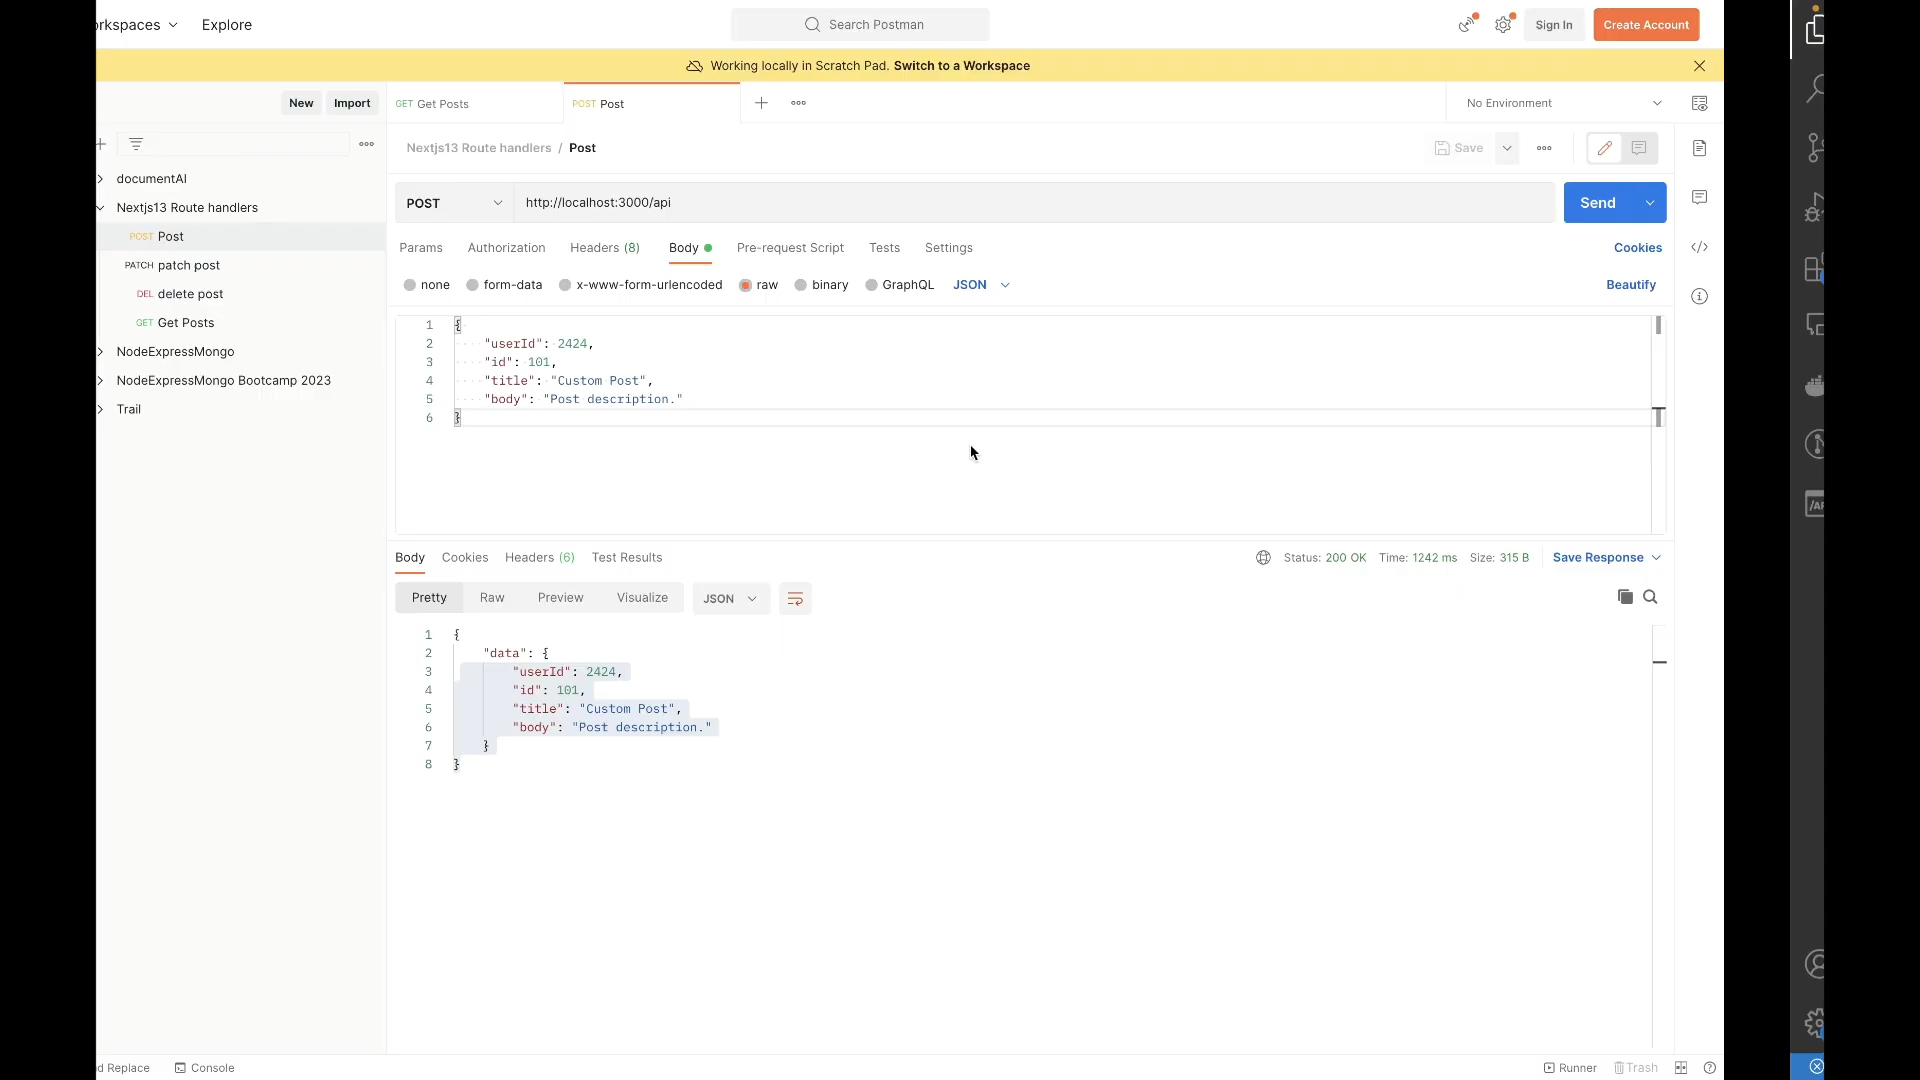 rkspaces
Explore
Search Postman
Sign In
Create Account
Working locally in Scratch Pad. Switch to a Workspace
New
Import
GET Get Posts
POST Post
No Environment
Nextjs13 Route handlers / Post
Save
documentAI
Nextjs13 Route handlers
POST Post
PATCH patch post
DEL delete post
GET Get Posts
NodeExpressMongo
NodeExpressMongo Bootcamp 2023
Trail
POST
http://localhost:3000/api
Send
Params
Authorization
Headers (8)
Body
Pre-request Script
Tests
Settings
Cookies
none
form-data
x-www-form-urlencoded
raw
binary
GraphQL
JSON
Beautify
1 {
2 "userId": 2424,
3 "id": 101,
4 "title": "Custom Post",
5 "body": "Post description."
6 }
Body
Cookies
Headers (6)
Test Results
Status: 200 OK
Time: 1242 ms
Size: 315 B
Save Response
Pretty
Raw
Preview
Visualize
JSON
1 {
2 "data": {
3 "userId": 2424,
4 "id": 101,
5 "title": "Custom Post",
6 "body": "Post description."
7 }
8 }
d Replace
Console
Runner
Trash